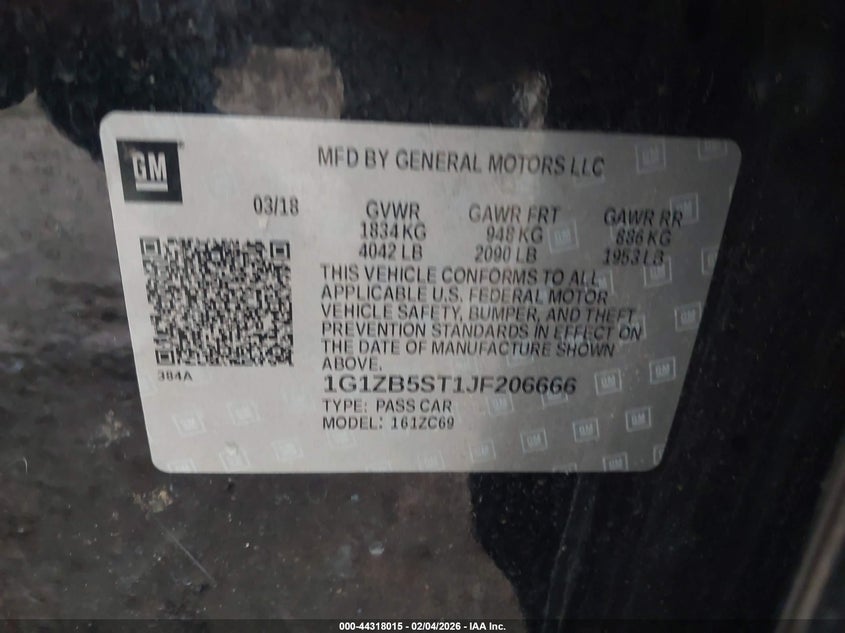 GM
MFD BY GENERAL MOTORS LLC
03/18
GVWR GAWR FRT GAWR RR
1834 KG 948 KG 886 KG
4042 LB 2090 LB 1953 LB
THIS VEHICLE CONFORMS TO ALL
APPLICABLE U.S. FEDERAL MOTOR
VEHICLE SAFETY, BUMPER, AND THEFT
PREVENTION STANDARDS IN EFFECT ON
THE DATE OF MANUFACTURE SHOWN
ABOVE.
384A
1G1ZB5ST1JF206666
TYPE: PASS CAR
MODEL: 161ZC69
000-44318015 - 02/04/2026 - IAA Inc.